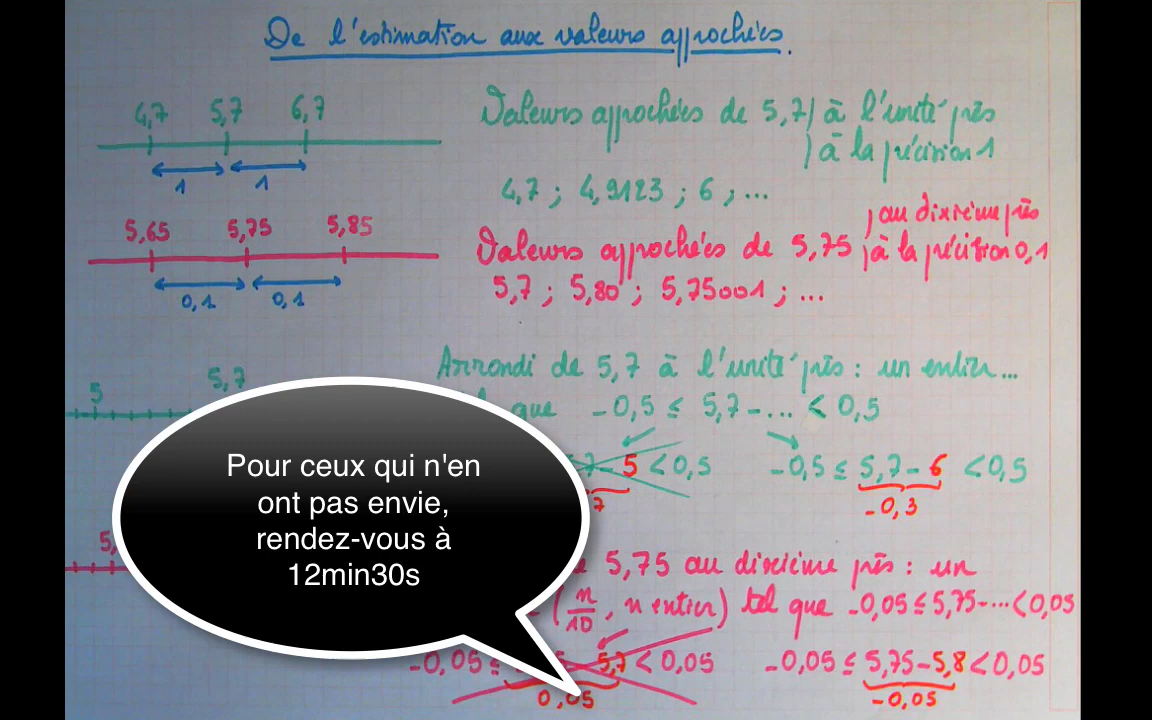 De l'estimation aux valeurs approchées.
4,7 5,7 6,7
1 1
Valeurs approchées de 5,7 à l'unité près
à la précision 1
4,7 ; 4,9123 ; 6 ; ...
5,65 5,75 5,85
0,1 0,1
au dixième près
Valeurs approchées de 5,75 à la précision 0,1
5,7 ; 5,80 ; 5,75001 ; ...
5 5,7
Arrondi de 5,7 à l'unité près : un entier...
que -0,5 ≤ 5,7-... < 0,5
- 5 < 0,5
-0,5 ≤ 5,7 - 6 < 0,5
-0,3
Pour ceux qui n'en
ont pas envie,
rendez-vous à
12min30s
5,75 au dixième près : un
(n/10, n entier) tel que -0,05 ≤ 5,75-... < 0,05
-0,05 ≤ - 5,7 < 0,05
0,05
-0,05 ≤ 5,75-5,8 < 0,05
-0,05